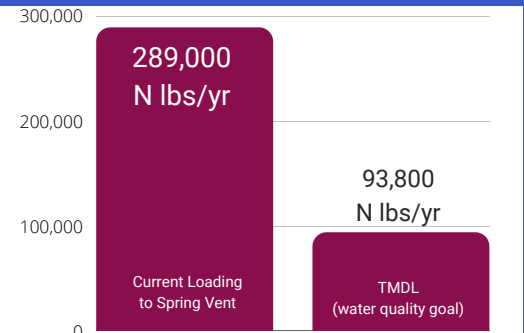 300,000
289,000
N lbs/yr
200,000
93,800
N lbs/yr
100,000
Current Loading
to Spring Vent
TMDL
(water quality goal)
0